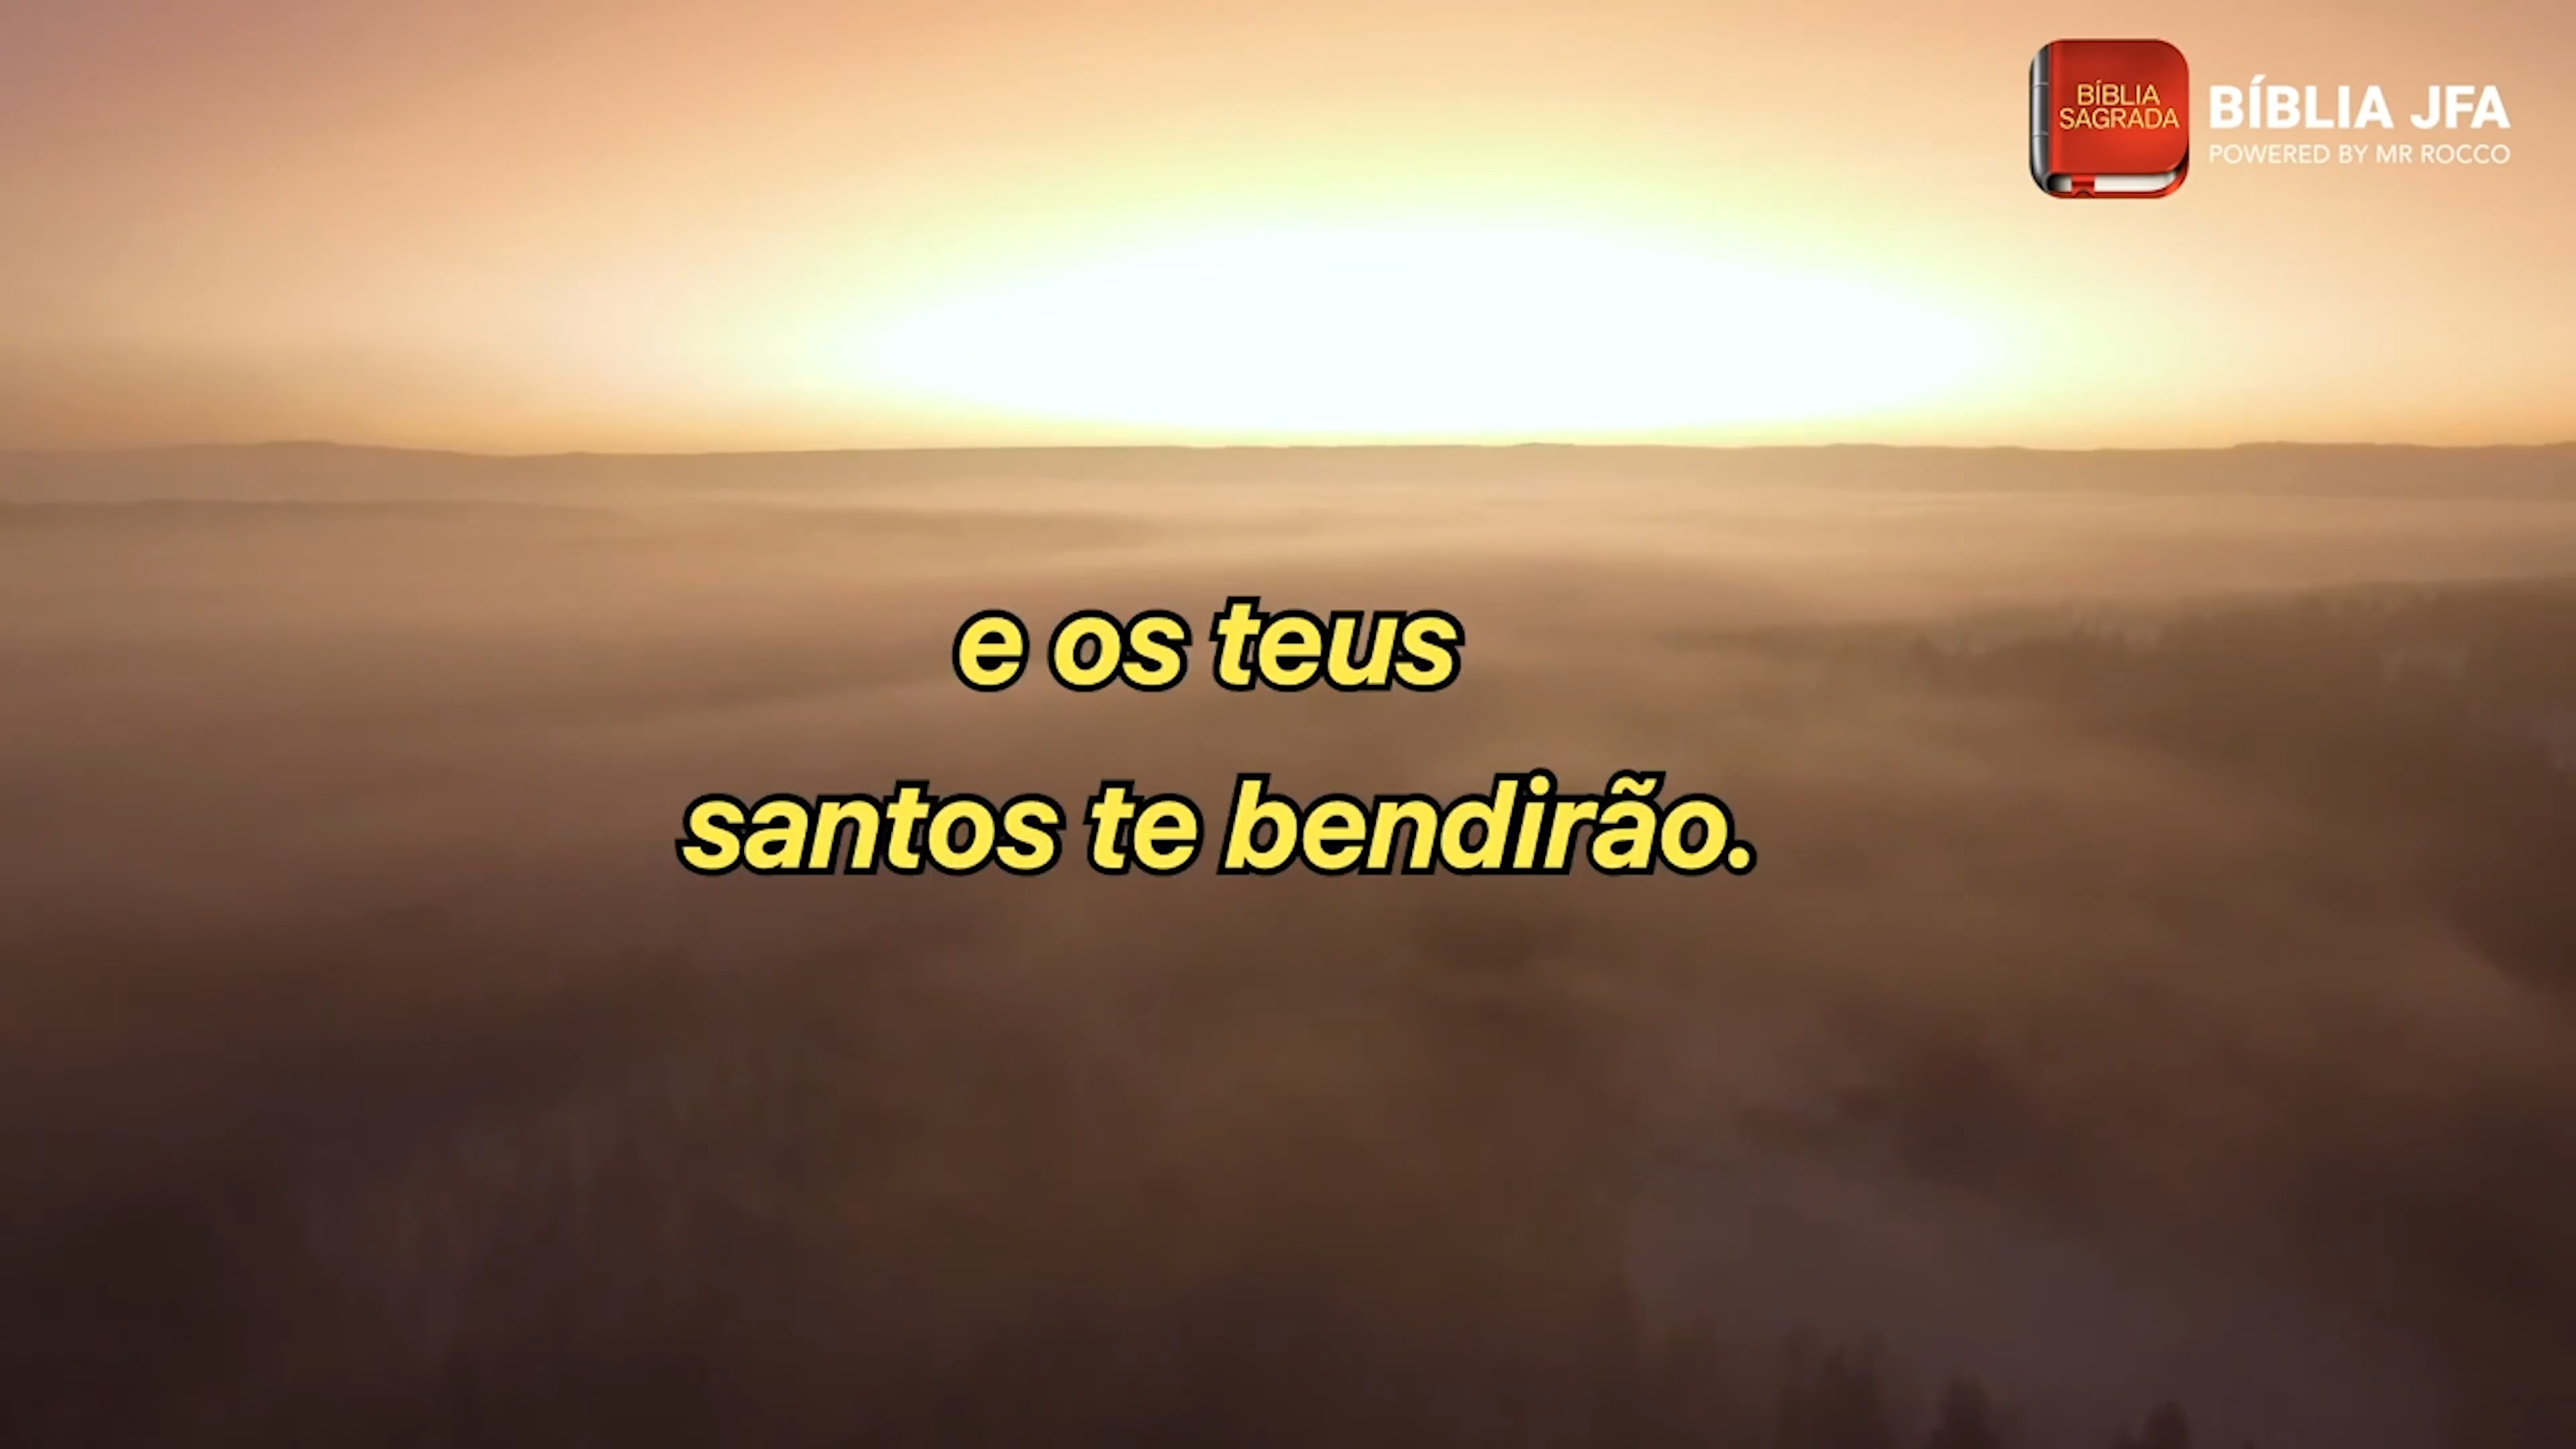 BÍBLIA
SAGRADA
BÍBLIA JFA
POWERED BY MR ROCCO
e os teus
santos te bendirão.